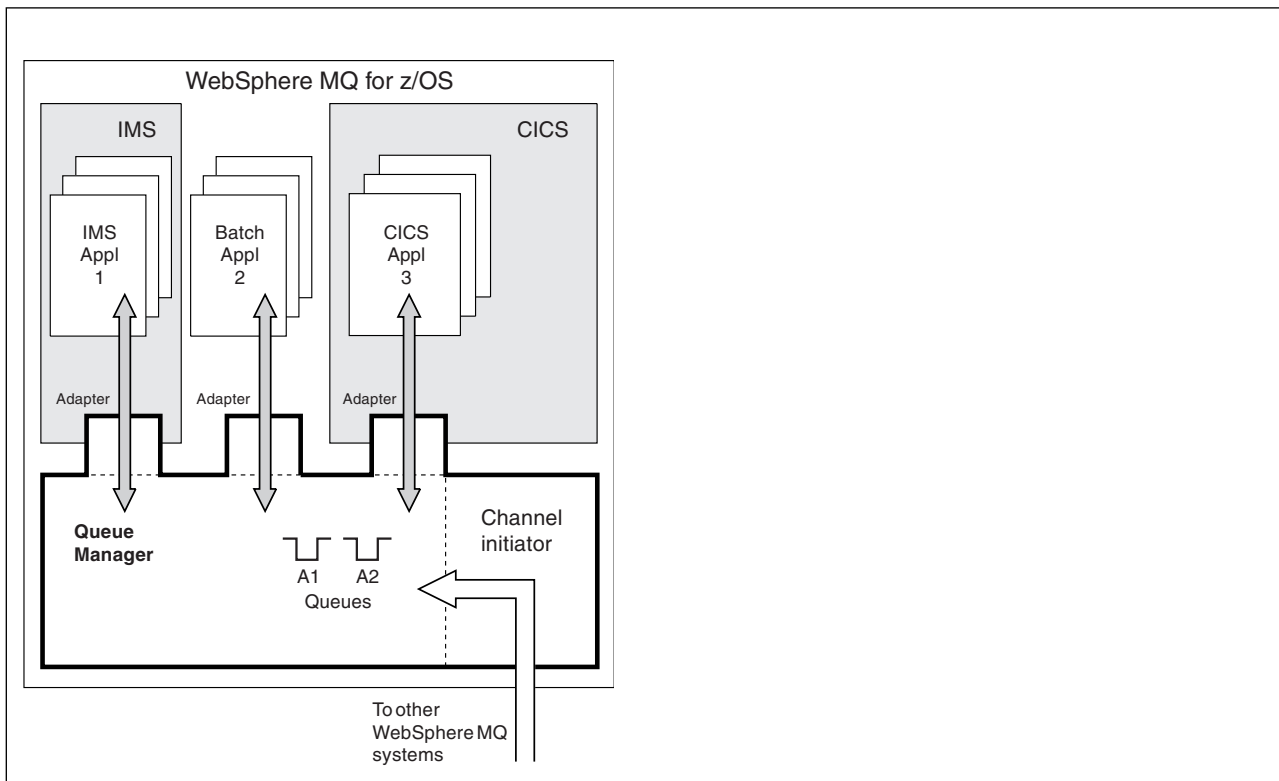 WebSphere MQ for z/OS
IMS
CICS
IMS
Appl
1
Batch
Appl
2
CICS
Appl
3
Adapter
Adapter
Adapter
Queue
Manager
A1
A2
Queues
Channel
initiator
To other
WebSphere MQ
systems